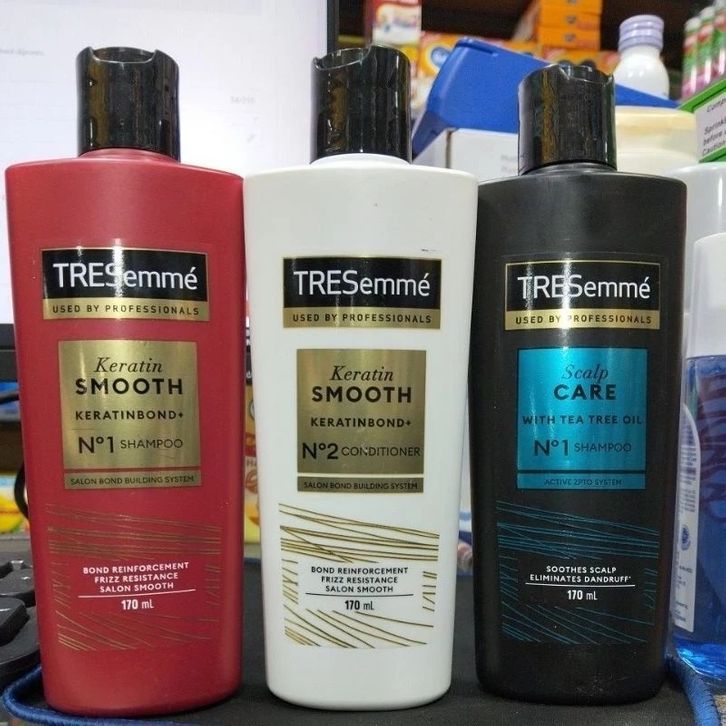 TRESemmé
USED BY PROFESSIONALS
Keratin
SMOOTH
KERATINBOND+
Nº1 SHAMPOO
SALON BOND BUILDING SYSTEM
BOND REINFORCEMENT
FRIZZ RESISTANCE
SALON SMOOTH
170 mL
TRESemmé
USED BY PROFESSIONALS
Keratin
SMOOTH
KERATINBOND+
Nº2 CONDITIONER
SALON BOND BUILDING SYSTEM
BOND REINFORCEMENT
FRIZZ RESISTANCE
SALON SMOOTH
170 mL
TRESemmé
USED BY PROFESSIONALS
Scalp
CARE
WITH TEA TREE OIL
Nº1 SHAMPOO
ACTIVE ZPTO SYSTEM
SOOTHES SCALP
ELIMINATES DANDRUFF*
170 mL